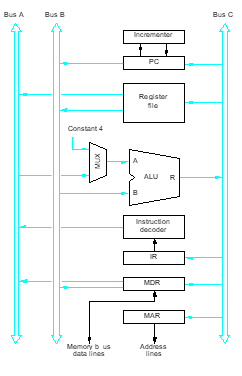 Bus A
Bus B
Bus C
Incrementer
PC
Register
file
Constant 4
MUX
A
ALU
R
B
Instruction
decoder
IR
MDR
MAR
Memory b us
data lines
Address
lines